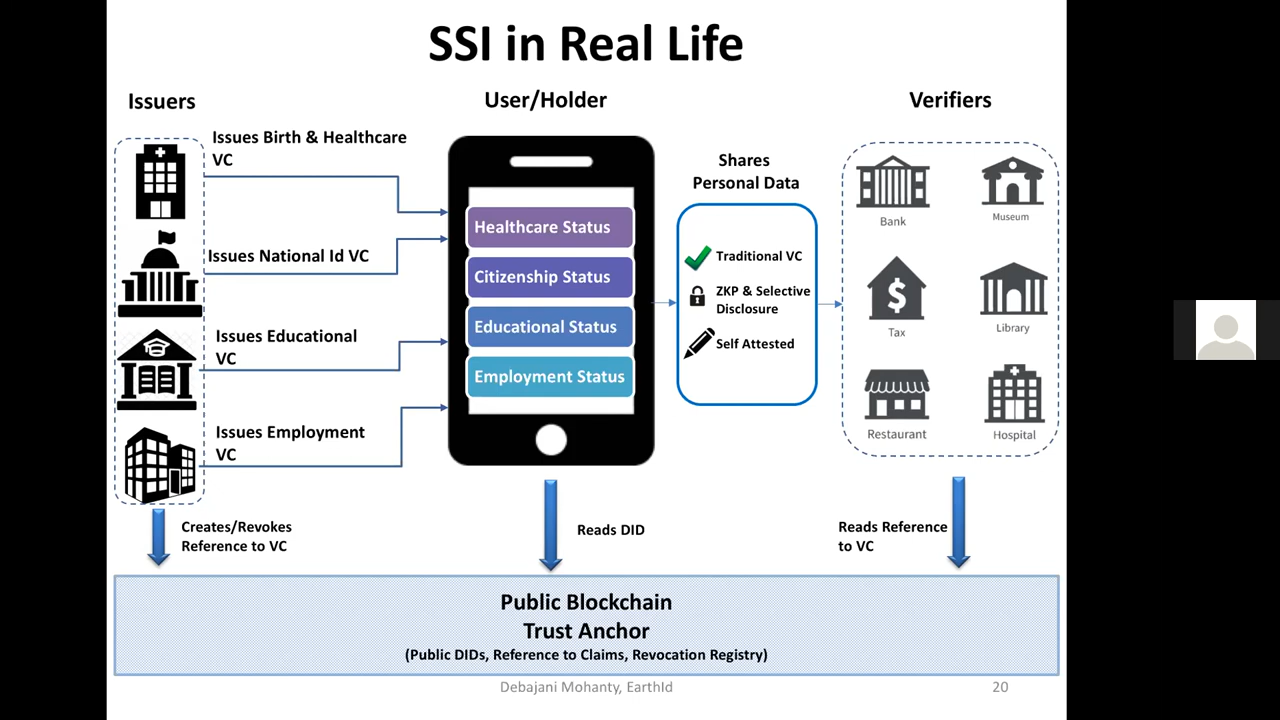 SSI in Real Life
Issuers
User/Holder
Verifiers
Issues Birth & Healthcare
VC
Issues National Id VC
Issues Educational
VC
Issues Employment
VC
Healthcare Status
Citizenship Status
Educational Status
Employment Status
Shares
Personal Data
Traditional VC
ZKP & Selective
Disclosure
Self Attested
Bank
Museum
Tax
Library
Restaurant
Hospital
Creates/Revokes
Reference to VC
Reads DID
Reads Reference
to VC
Public Blockchain
Trust Anchor
(Public DIDs, Reference to Claims, Revocation Registry)
Debajani Mohanty, EarthId
20